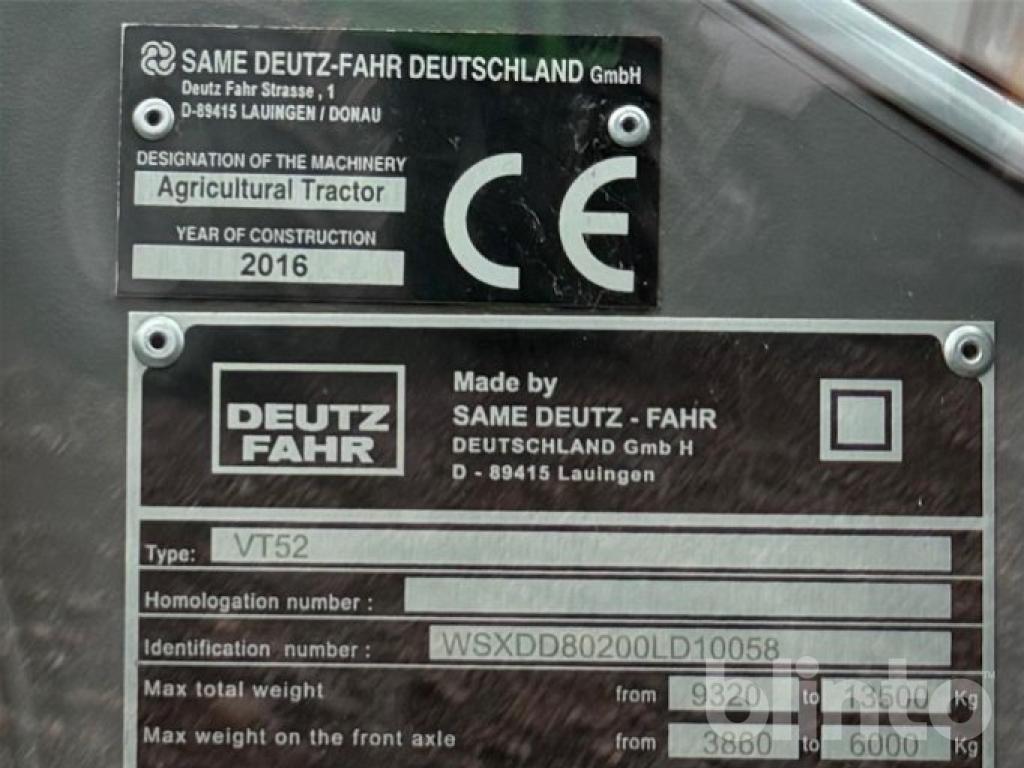 SAME DEUTZ-FAHR DEUTSCHLAND GmbH
Deutz Fahr Strasse , 1
D-89415 LAUINGEN / DONAU
DESIGNATION OF THE MACHINERY
Agricultural Tractor
YEAR OF CONSTRUCTION
2016
CE
DEUTZ
FAHR
Made by
SAME DEUTZ - FAHR
DEUTSCHLAND Gmb H
D - 89415 Lauingen
Type: VT52
Homologation number :
Identification number : WSXDD80200LD10058
Max total weight from 9320 to 13500 Kg
Max weight on the front axle from 3860 to 6000 Kg
blinto